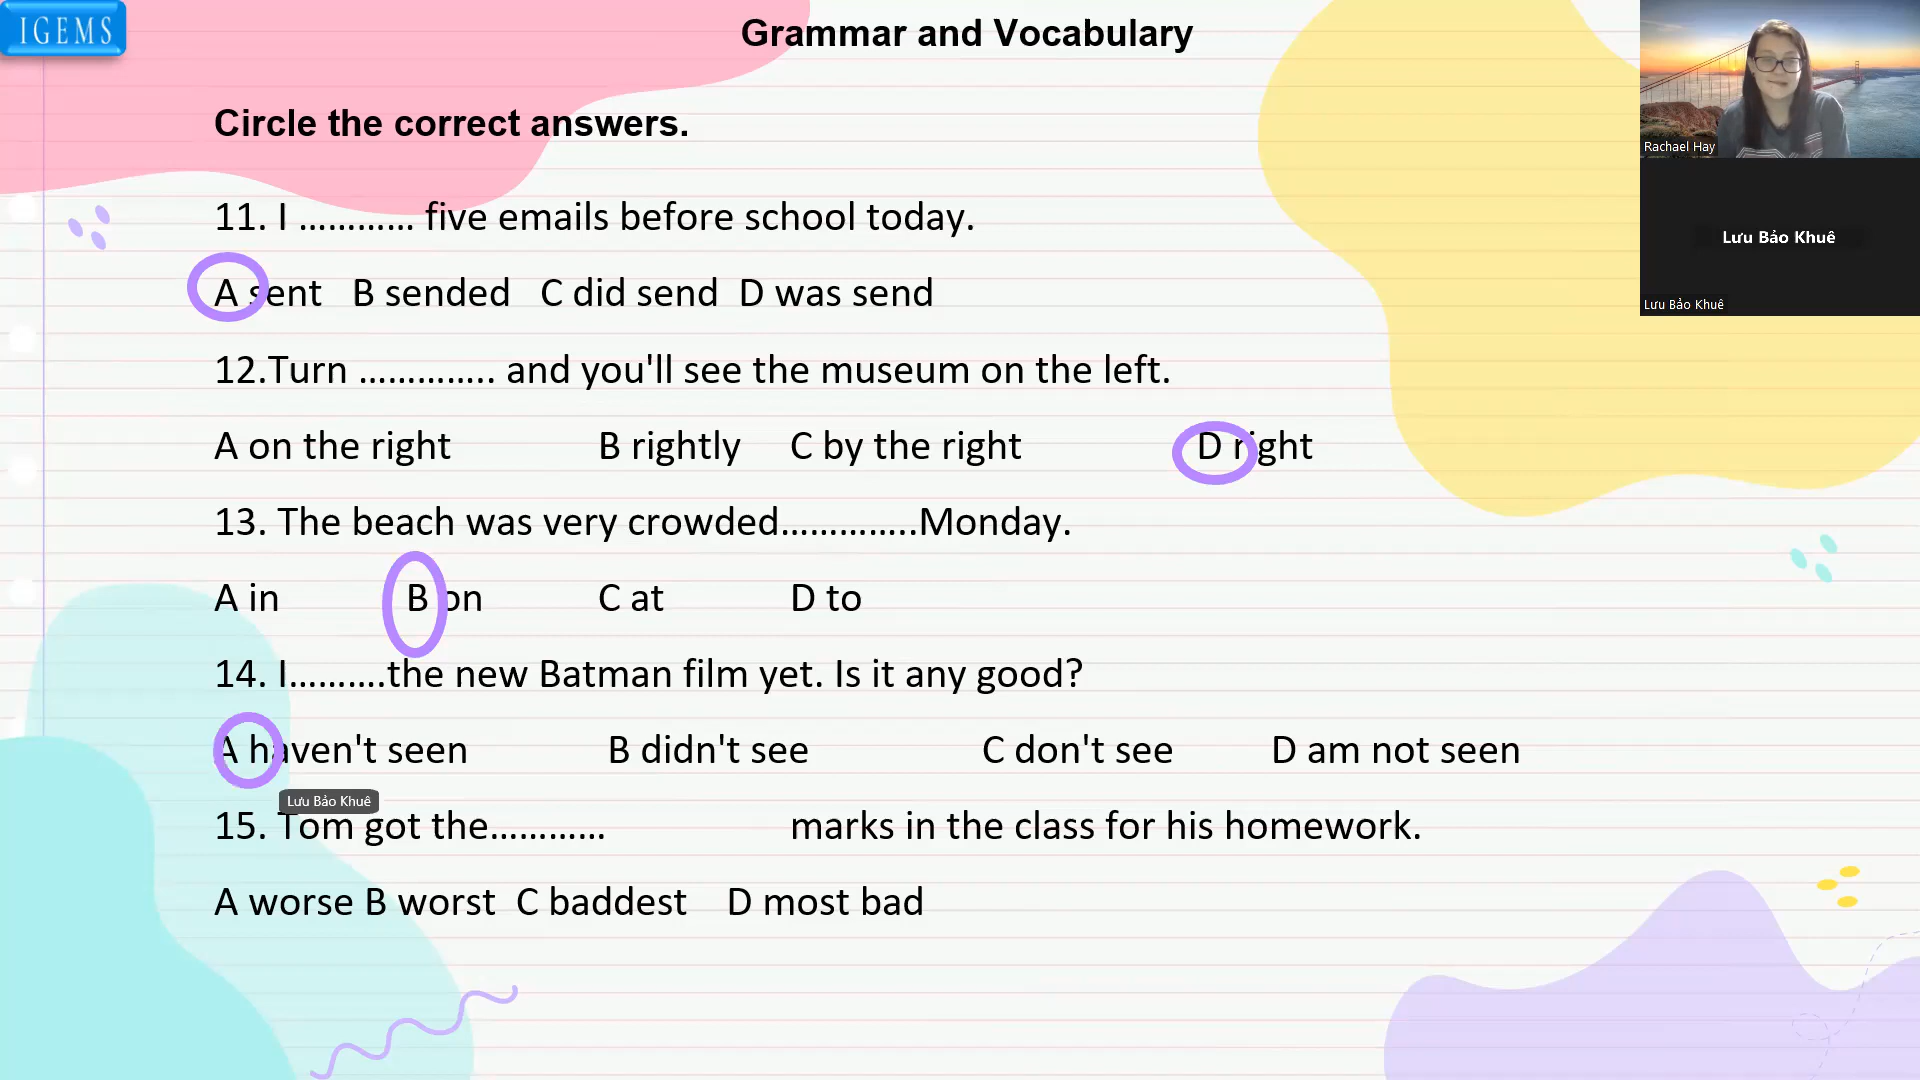 IGEMS
Grammar and Vocabulary
Rachael Hay
Lưu Bảo Khuê
Lưu Bảo Khuê
Circle the correct answers.
11. I ………… five emails before school today.
A sent B sended C did send D was send
12.Turn ………….. and you'll see the museum on the left.
A on the right B rightly C by the right D right
13. The beach was very crowded…………..Monday.
A in B on C at D to
14. I……….the new Batman film yet. Is it any good?
A haven't seen B didn't see C don't see D am not seen
Lưu Bảo Khuê
15. Tom got the………… marks in the class for his homework.
A worse B worst C baddest D most bad